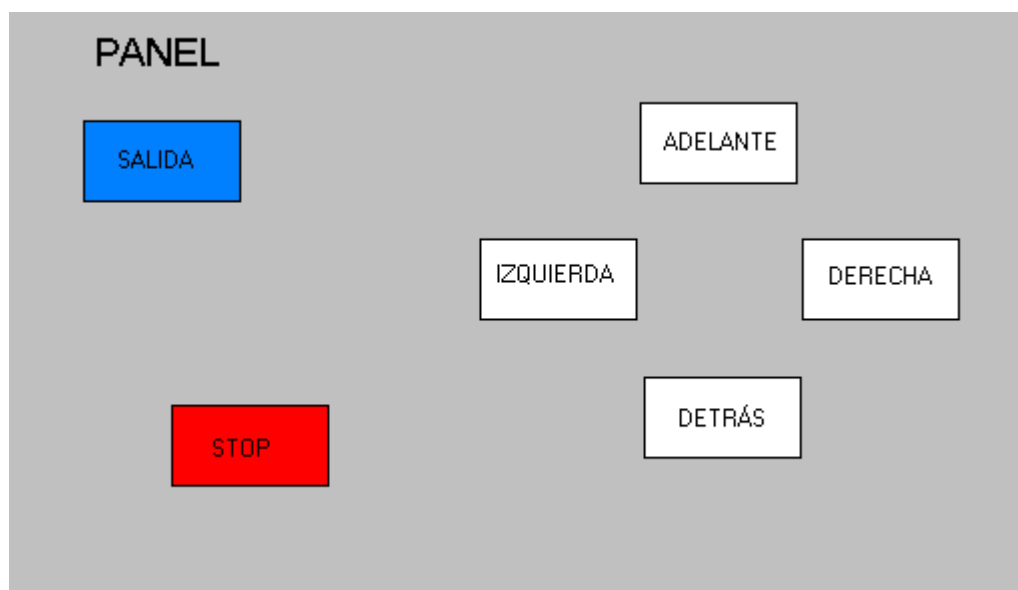 PANEL
SALIDA
ADELANTE
IZQUIERDA
DERECHA
DETRÁS
STOP